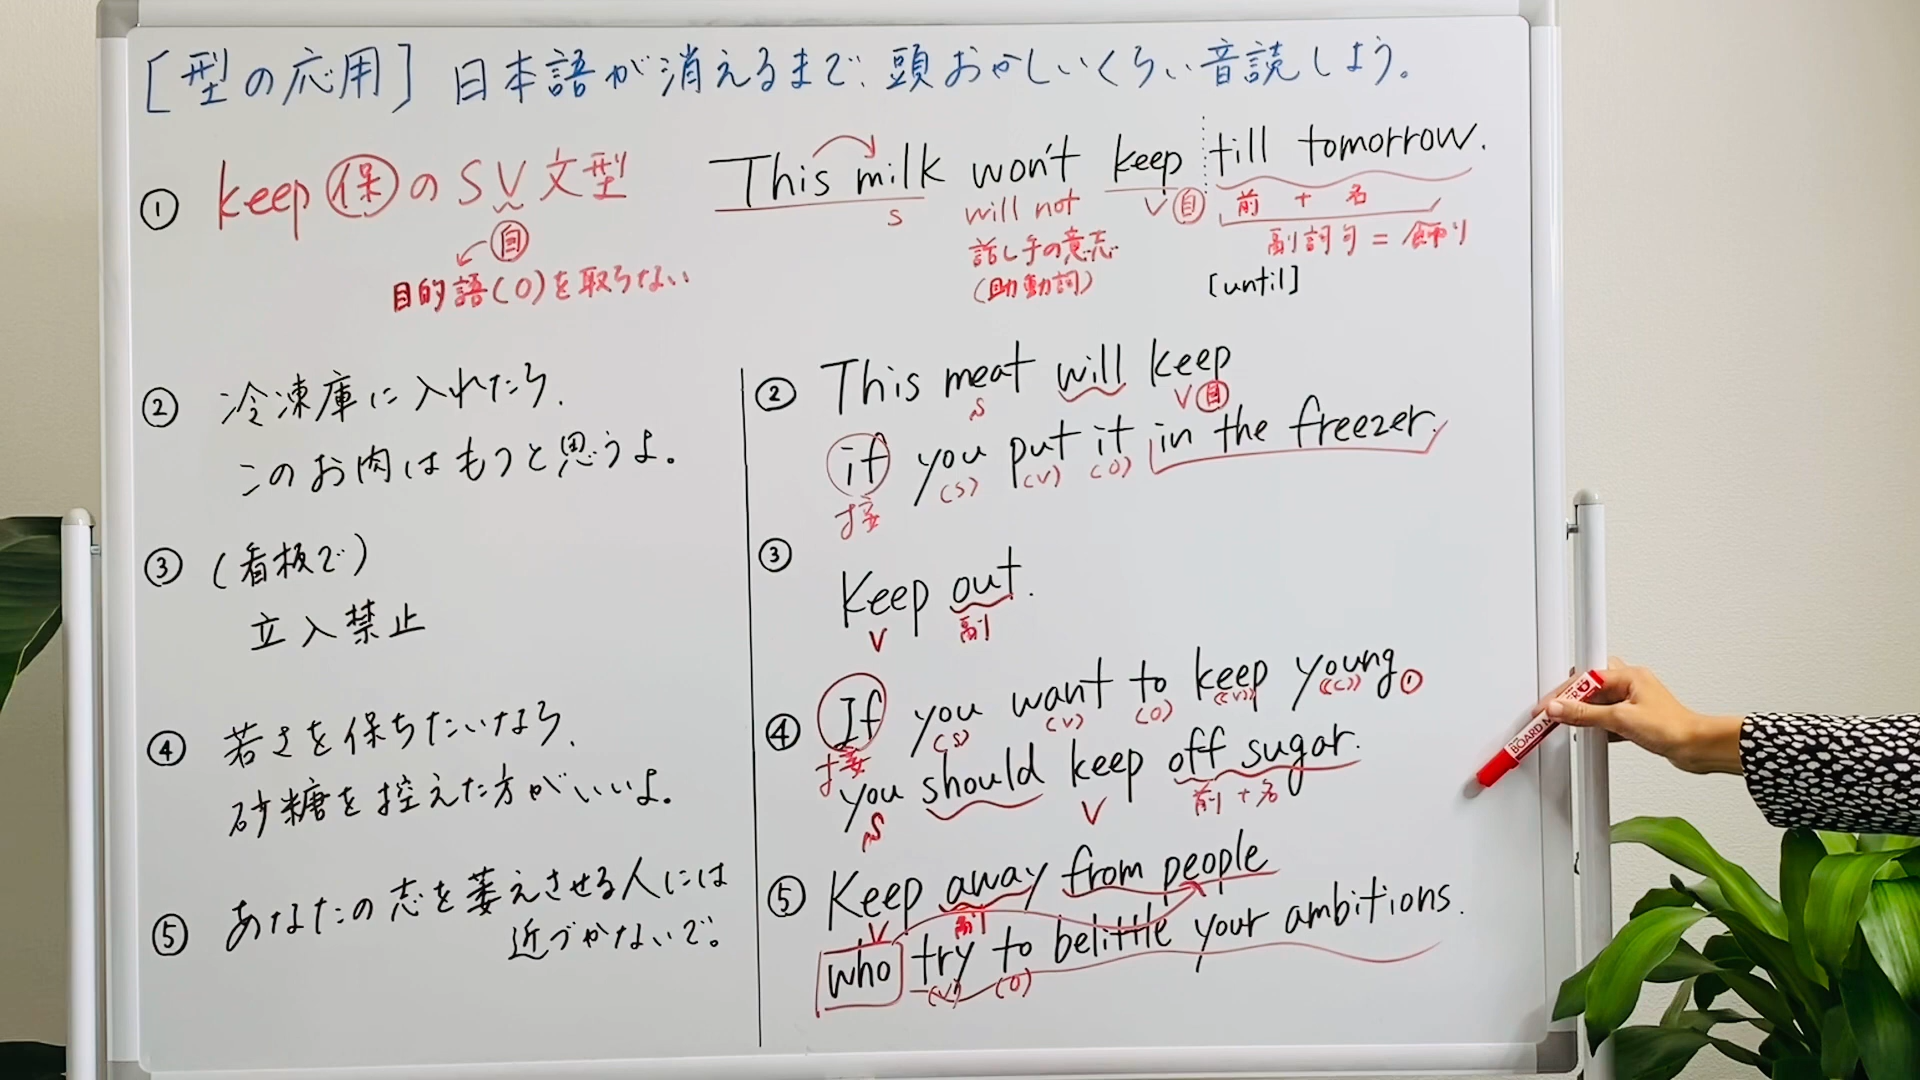 [型の応用] 日本語が消えるまで、頭おかしいくらい音読しよう。
① keep 保 の SV文型
自
目的語(O)を取らない
This milk won't keep till tomorrow.
S
will not
V 自
前 + 名
話し手の意志
(助動詞)
副詞句 = 飾り
[until]
② 冷凍庫に入れたら、
このお肉はもつと思うよ。
③ (看板で)
立入禁止
④ 若さを保ちたいなら、
砂糖を控えた方がいいよ。
⑤ あなたの志を萎えさせる人には
近づかないで。
② This meat will keep
S V 自
if you put it in the freezer.
接 (S) (V) (O)
③
Keep out.
V 副
④ If you want to keep young ①
接 (S) (V) (O) ((V)) ((C))
you should keep off sugar.
S V 前 + 名
⑤ Keep away from people
V 副
who try to belittle your ambitions.
(V) (O)
BOARD M